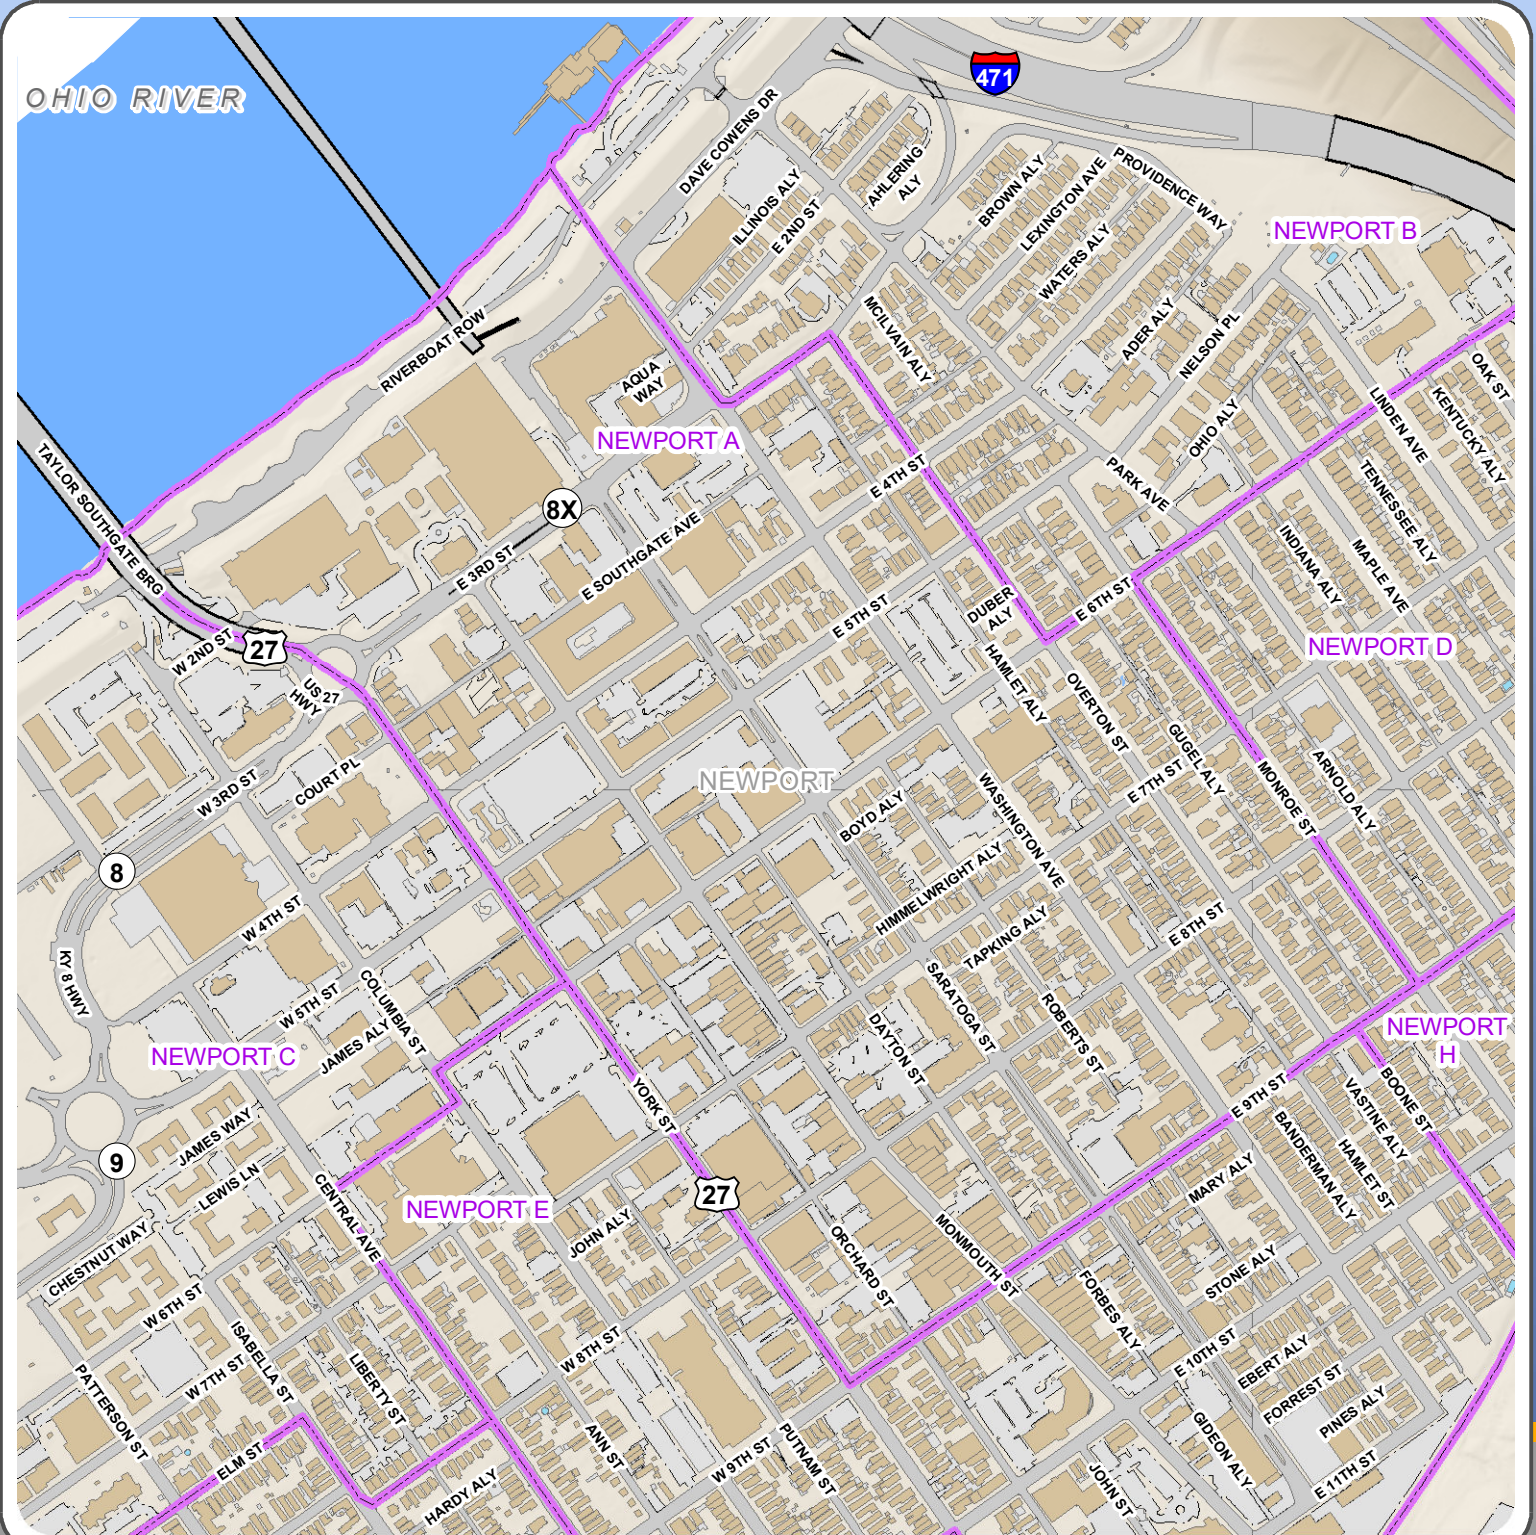 471
OHIO RIVER
DAVE COWENS DR
AHLERING
ALY
ILLINOIS ALY
E 2ND ST
BROWN ALY
LEXINGTON AVE
PROVIDENCE WAY
WATERS ALY
NEWPORT B
RIVERBOAT ROW
MCILVAIN ALY
ADER ALY
NELSON PL
AQUA
WAY
OAK ST
LINDEN AVE
KENTUCKY ALY
NEWPORT A
OHIO ALY
TAYLOR SOUTHGATE BRG
E 4TH ST
PARK AVE
TENNESSEE ALY
8X
E 3RD ST
E SOUTHGATE AVE
INDIANA ALY
MAPLE AVE
DUBER
ALY
E 6TH ST
E 5TH ST
W 2ND ST
27
NEWPORT D
US 27
HWY
HAMLET ALY
OVERTON ST
GUGEL ALY
W 3RD ST
COURT PL
NEWPORT
E 7TH ST
MONROE ST
ARNOLD ALY
BOYD ALY
WASHINGTON AVE
8
HIMMELWRIGHT ALY
W 4TH ST
TAPKING ALY
E 8TH ST
KY 8 HWY
COLUMBIA ST
W 5TH ST
SARATOGA ST
ROBERTS ST
JAMES ALY
DAYTON ST
NEWPORT C
NEWPORT
H
YORK ST
E 9TH ST
BOONE ST
VASTINE ALY
JAMES WAY
9
LEWIS LN
BANDERMAN ALY
HAMLET ST
MARY ALY
CENTRAL AVE
NEWPORT E
27
JOHN ALY
CHESTNUT WAY
ORCHARD ST
MONMOUTH ST
STONE ALY
FORBES ALY
W 6TH ST
ISABELLA ST
W 8TH ST
E 10TH ST
EBERT ALY
W 7TH ST
LIBERTY ST
FORREST ST
PINES ALY
PATTERSON ST
ELM ST
ANN ST
PUTNAM ST
GIDEON ALY
W 9TH ST
HARDY ALY
JOHN ST
E 11TH ST